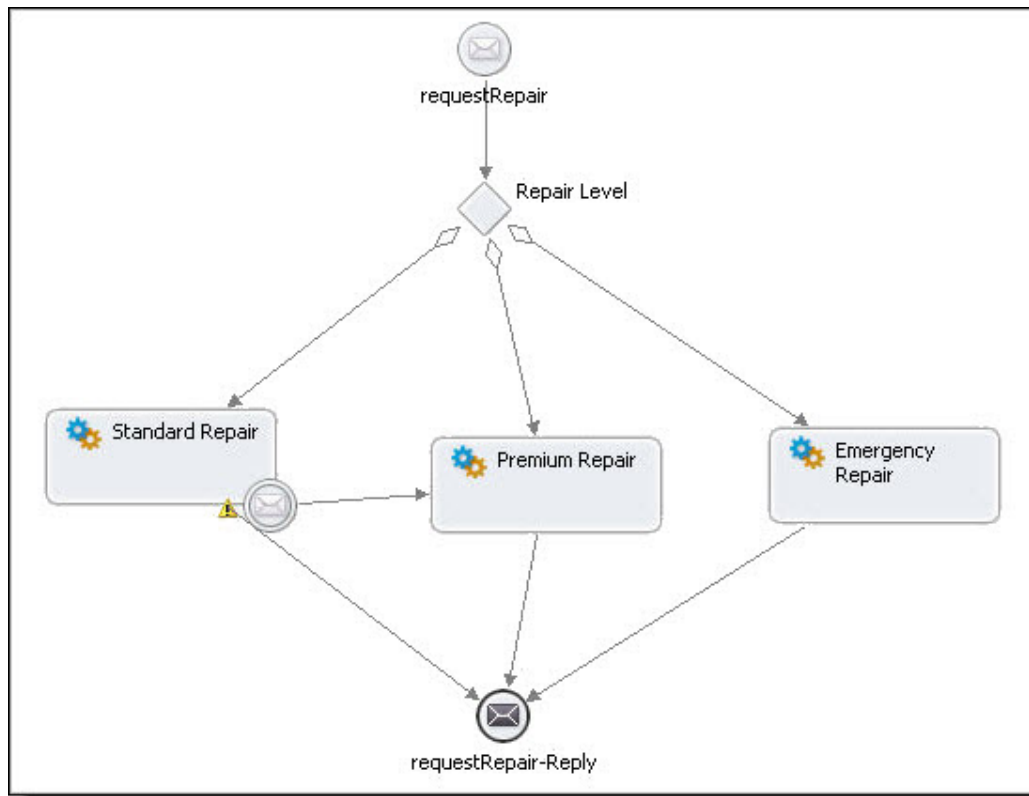 requestRepair
Repair Level
Standard Repair
Premium Repair
Emergency
Repair
requestRepair-Reply